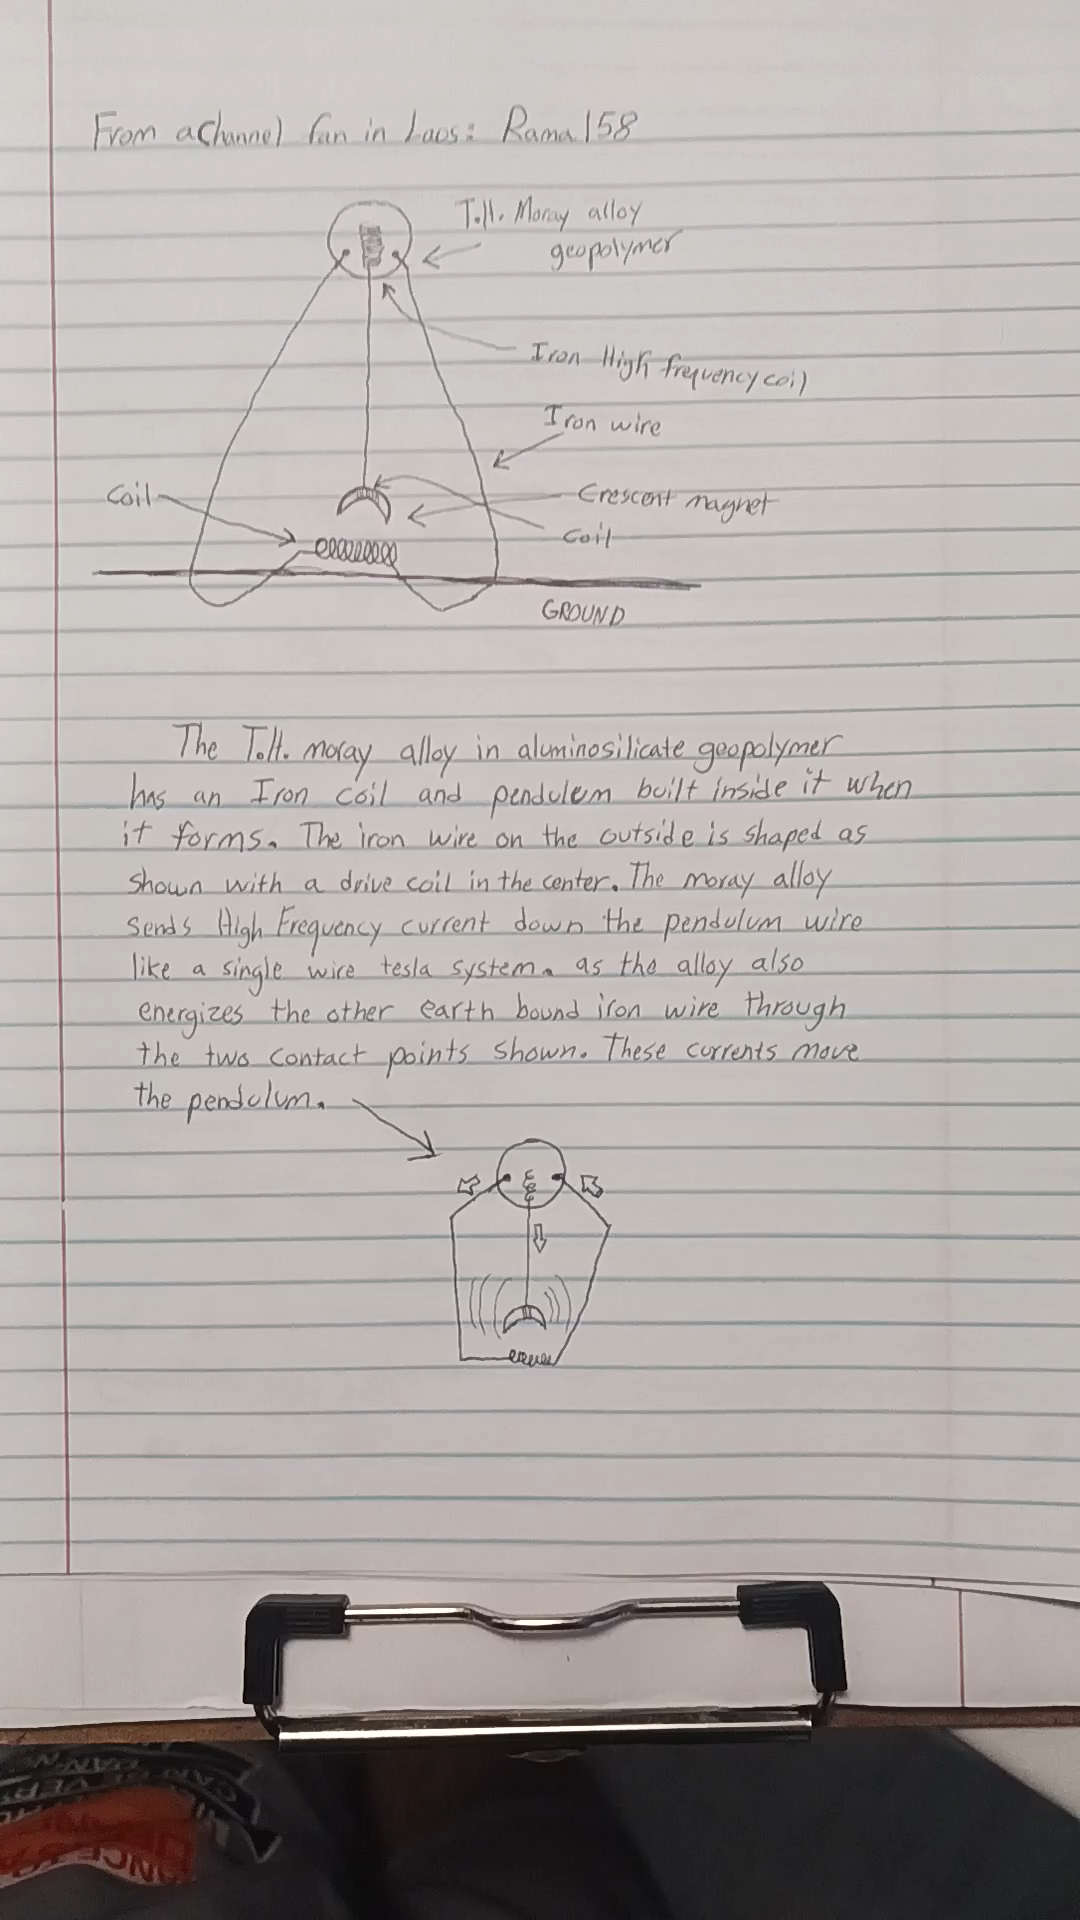 From a Channel fan in Laos: Rama158
T.H. Moray alloy
geopolymer
Iron High frequency coil
Iron wire
Coil
Crescent magnet
Coil
GROUND
The T.H. moray alloy in aluminosilicate geopolymer
has an Iron coil and pendulem built inside it when
it forms. The iron wire on the outside is shaped as
shown with a drive coil in the center. The moray alloy
sends High Frequency current down the pendulum wire
like a single wire tesla system. as the alloy also
energizes the other earth bound iron wire through
the two contact points shown. These currents move
the pendulum.